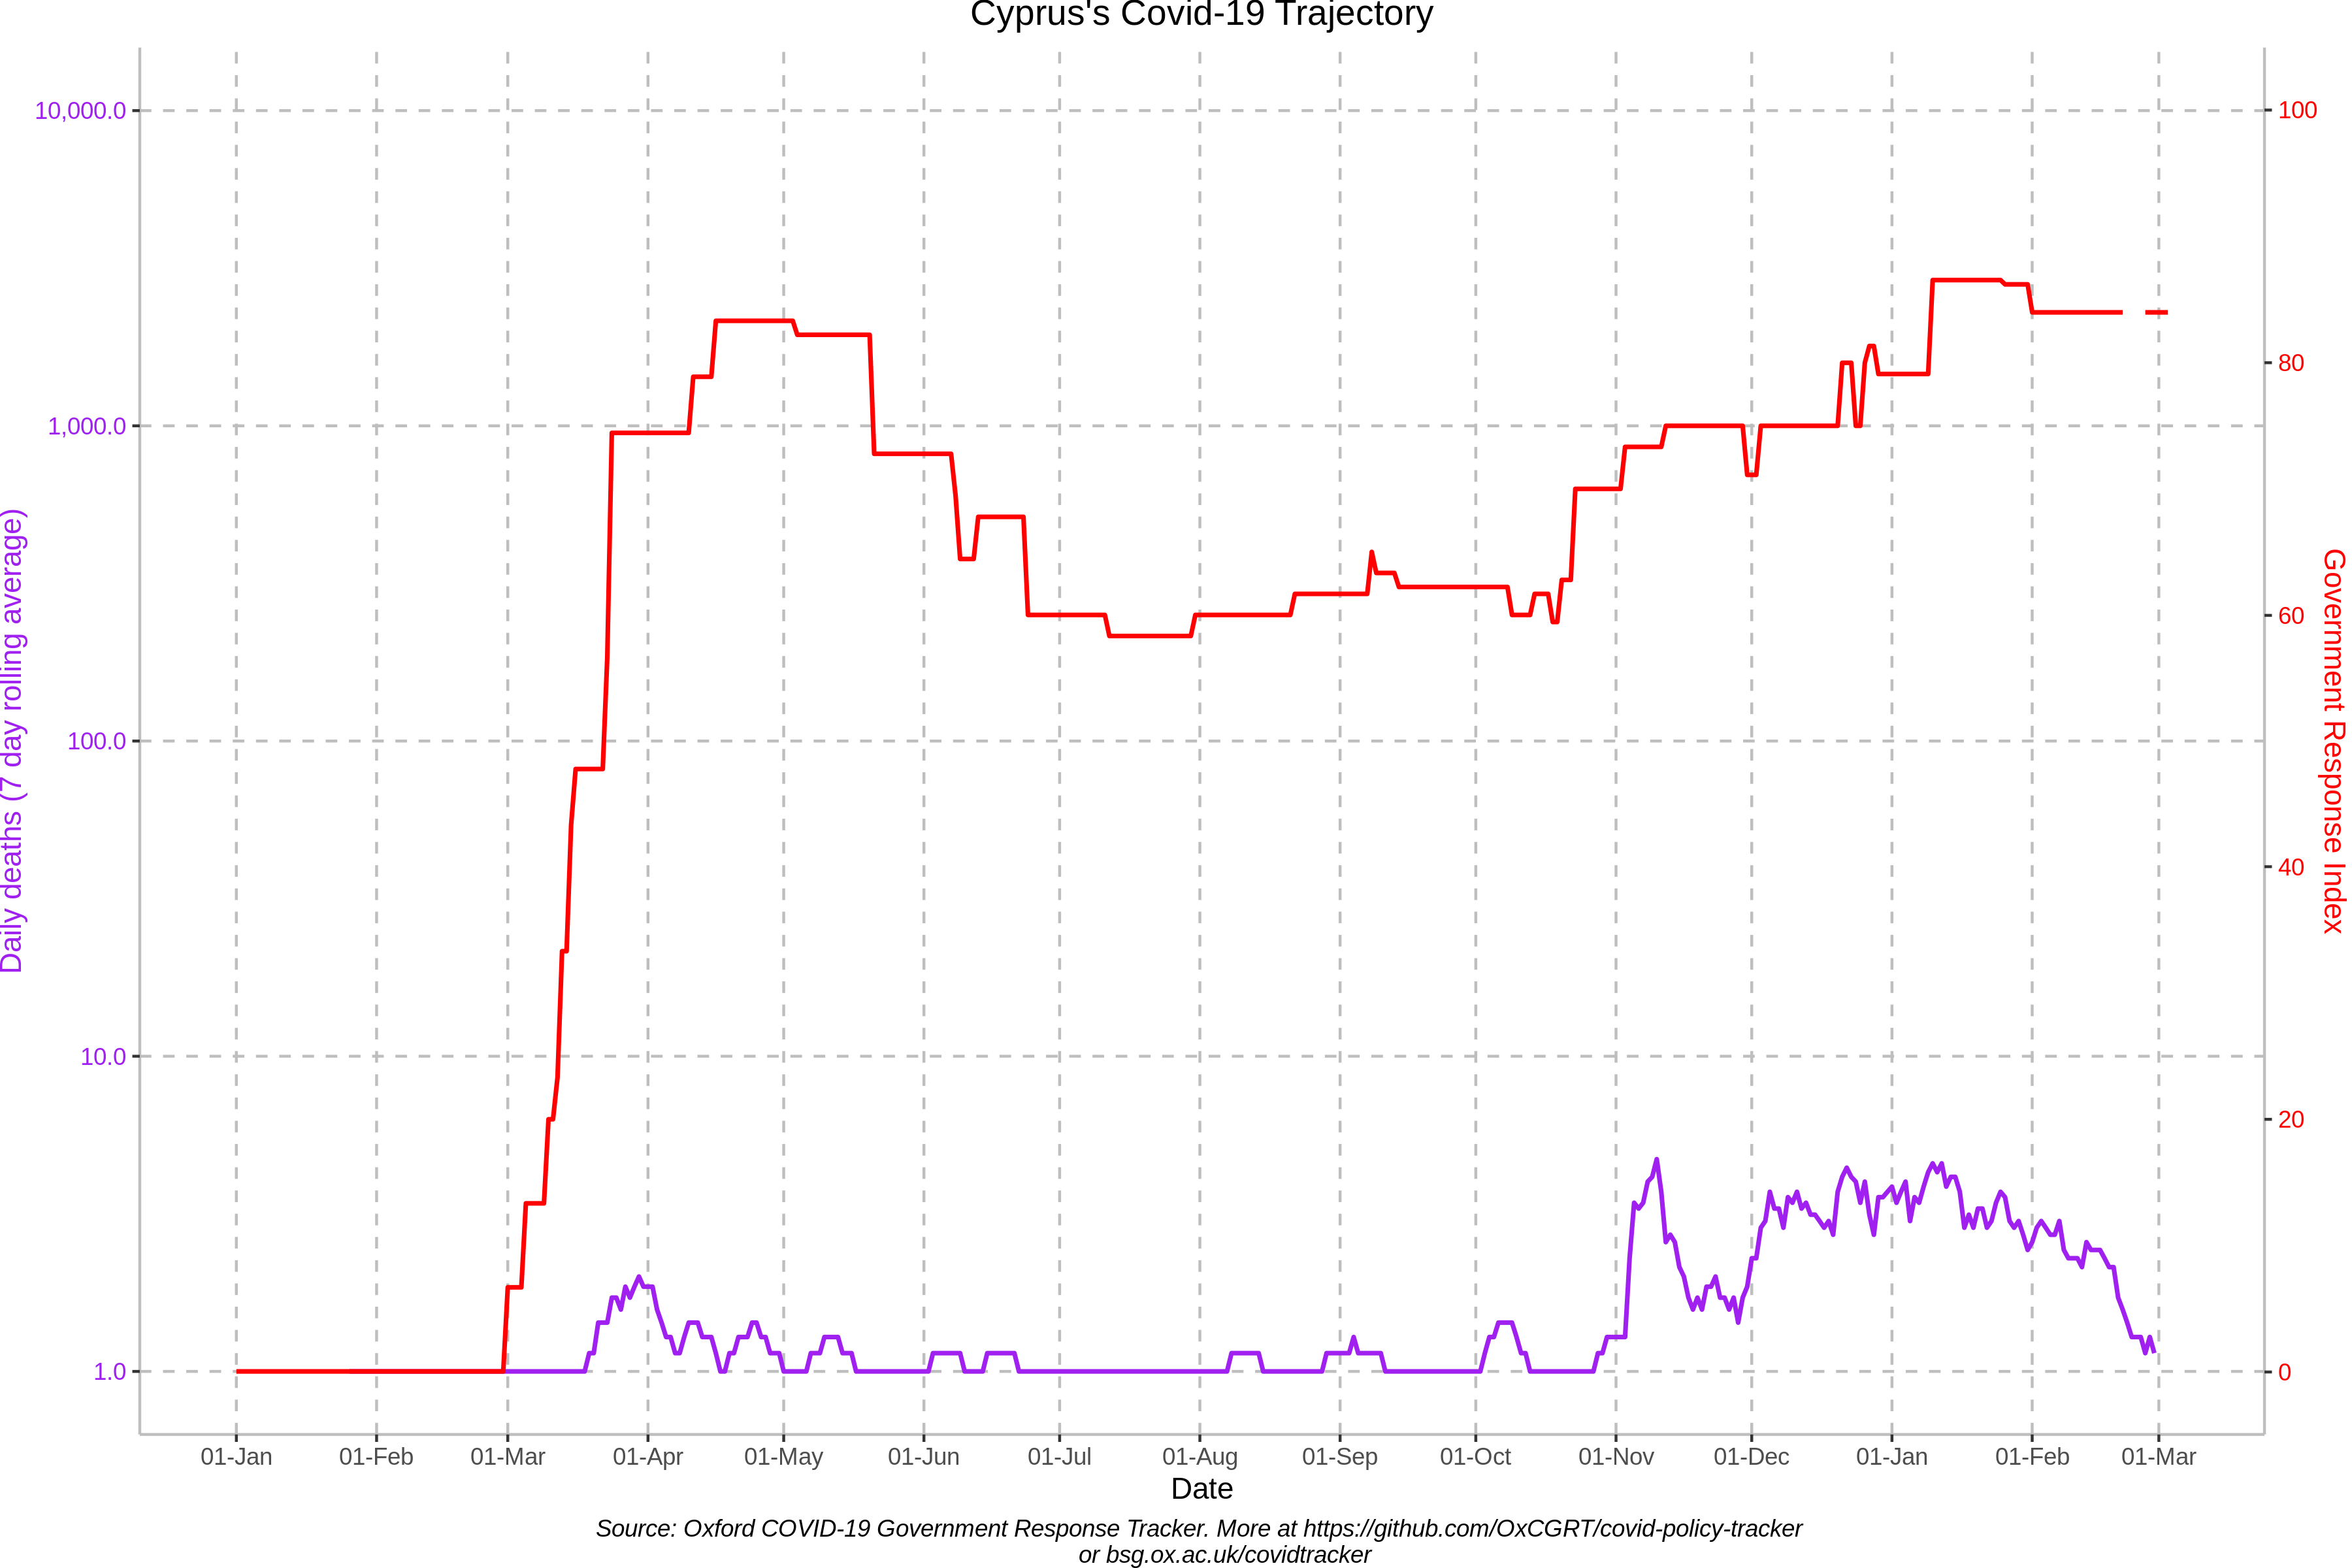 Cyprus's Covid-19 Trajectory
10,000.0
1,000.0
100.0
10.0
1.0
Daily deaths (7 day rolling average)
100
80
60
40
20
0
Government Response Index
01-Jan 01-Feb 01-Mar 01-Apr 01-May 01-Jun 01-Jul 01-Aug 01-Sep 01-Oct 01-Nov 01-Dec 01-Jan 01-Feb 01-Mar
Date
Source: Oxford COVID-19 Government Response Tracker. More at https://github.com/OxCGRT/covid-policy-tracker
or bsg.ox.ac.uk/covidtracker